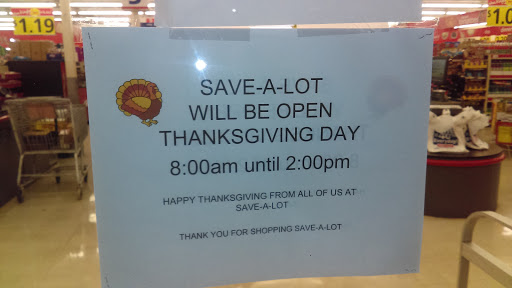 $1.19
$1.0
SAVE-A-LOT
WILL BE OPEN
THANKSGIVING DAY
8:00am until 2:00pm
HAPPY THANKSGIVING FROM ALL OF US AT
SAVE-A-LOT
THANK YOU FOR SHOPPING SAVE-A-LOT